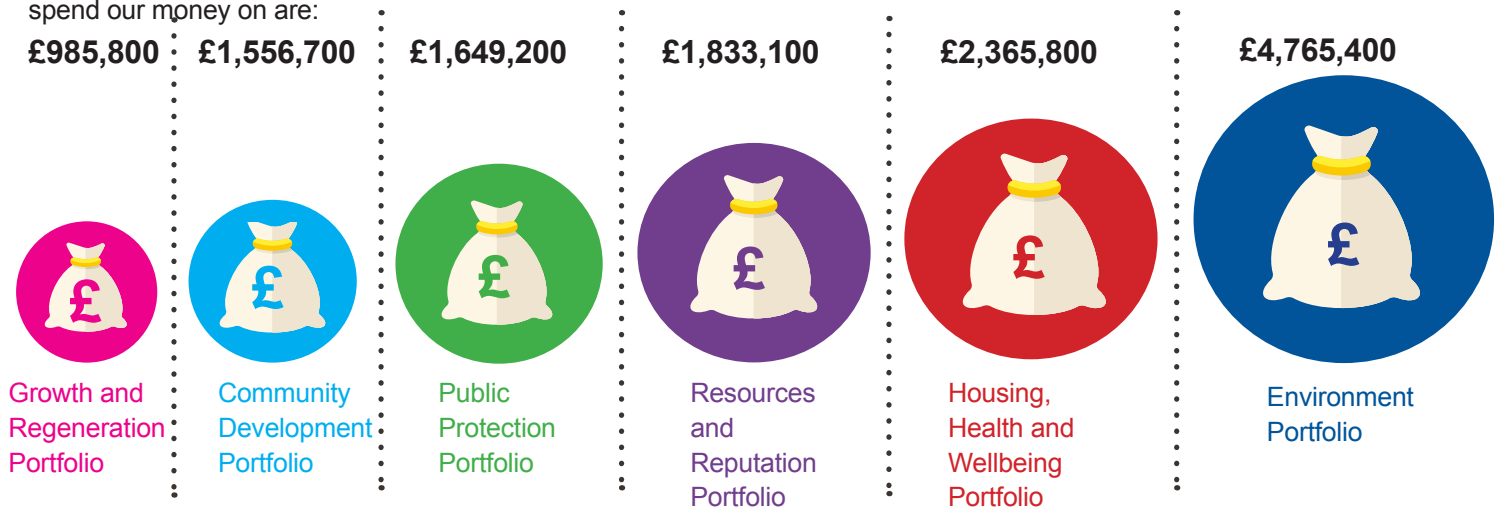 spend our money on are:
£985,800
£1,556,700
£1,649,200
£1,833,100
£2,365,800
£4,765,400
£
£
£
£
£
£
Growth and
Regeneration
Portfolio
Community
Development
Portfolio
Public
Protection
Portfolio
Resources
and
Reputation
Portfolio
Housing,
Health and
Wellbeing
Portfolio
Environment
Portfolio